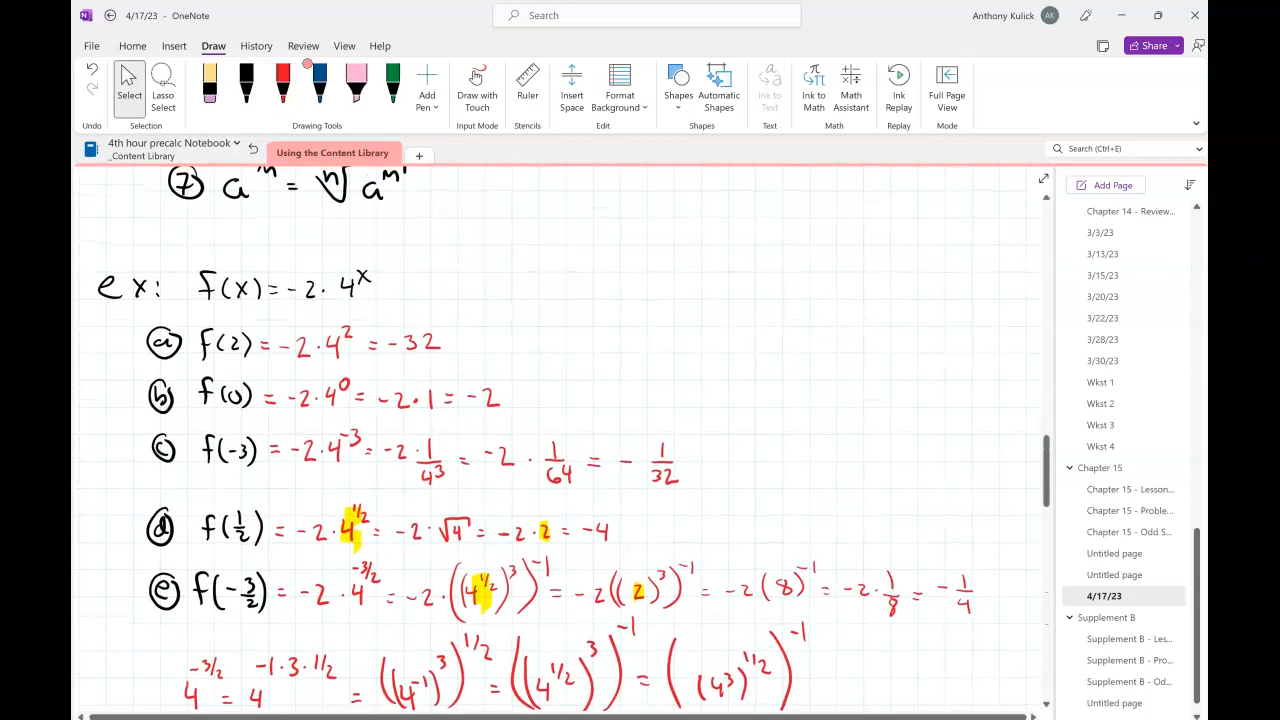 4/17/23 - OneNote
Search
Anthony Kulick
AK
File Home Insert Draw History Review View Help
Share
Select
Lasso Select
Add Pen
Draw with Touch
Ruler
Insert Space
Format Background
Shapes
Automatic Shapes
Ink to Text
Ink to Math
Math Assistant
Ink Replay
Full Page View
Undo Selection Drawing Tools Input Mode Stencils Edit Shapes Text Math Replay Mode
4th hour precalc Notebook
_Content Library
Using the Content Library
+
Search (Ctrl+E)
Add Page
⑦ a^m = ⁿ√a^m
ex: f(x) = -2 · 4^x
ⓐ f(2) = -2 · 4^2 = -32
ⓑ f(0) = -2 · 4^0 = -2 · 1 = -2
ⓒ f(-3) = -2 · 4^-3 = -2 · 1/4^3 = -2 · 1/64 = - 1/32
ⓓ f(1/2) = -2 · 4^1/2 = -2 · √4 = -2 · 2 = -4
ⓔ f(-3/2) = -2 · 4^-3/2 = -2 · ((4^1/2)^3)^-1 = -2((2)^3)^-1 = -2(8)^-1 = -2 · 1/8 = -1/4
4^-3/2 = 4^-1·3·1/2 = ((4^-1)^3)^1/2 = ((4^1/2)^3)^-1 = ((4^3)^1/2)^-1
Chapter 14 - Review...
3/3/23
3/13/23
3/15/23
3/20/23
3/22/23
3/28/23
3/30/23
Wkst 1
Wkst 2
Wkst 3
Wkst 4
Chapter 15
Chapter 15 - Lesson...
Chapter 15 - Proble...
Chapter 15 - Odd S...
Untitled page
Untitled page
4/17/23
Supplement B
Supplement B - Les...
Supplement B - Pro...
Supplement B - Od...
Untitled page